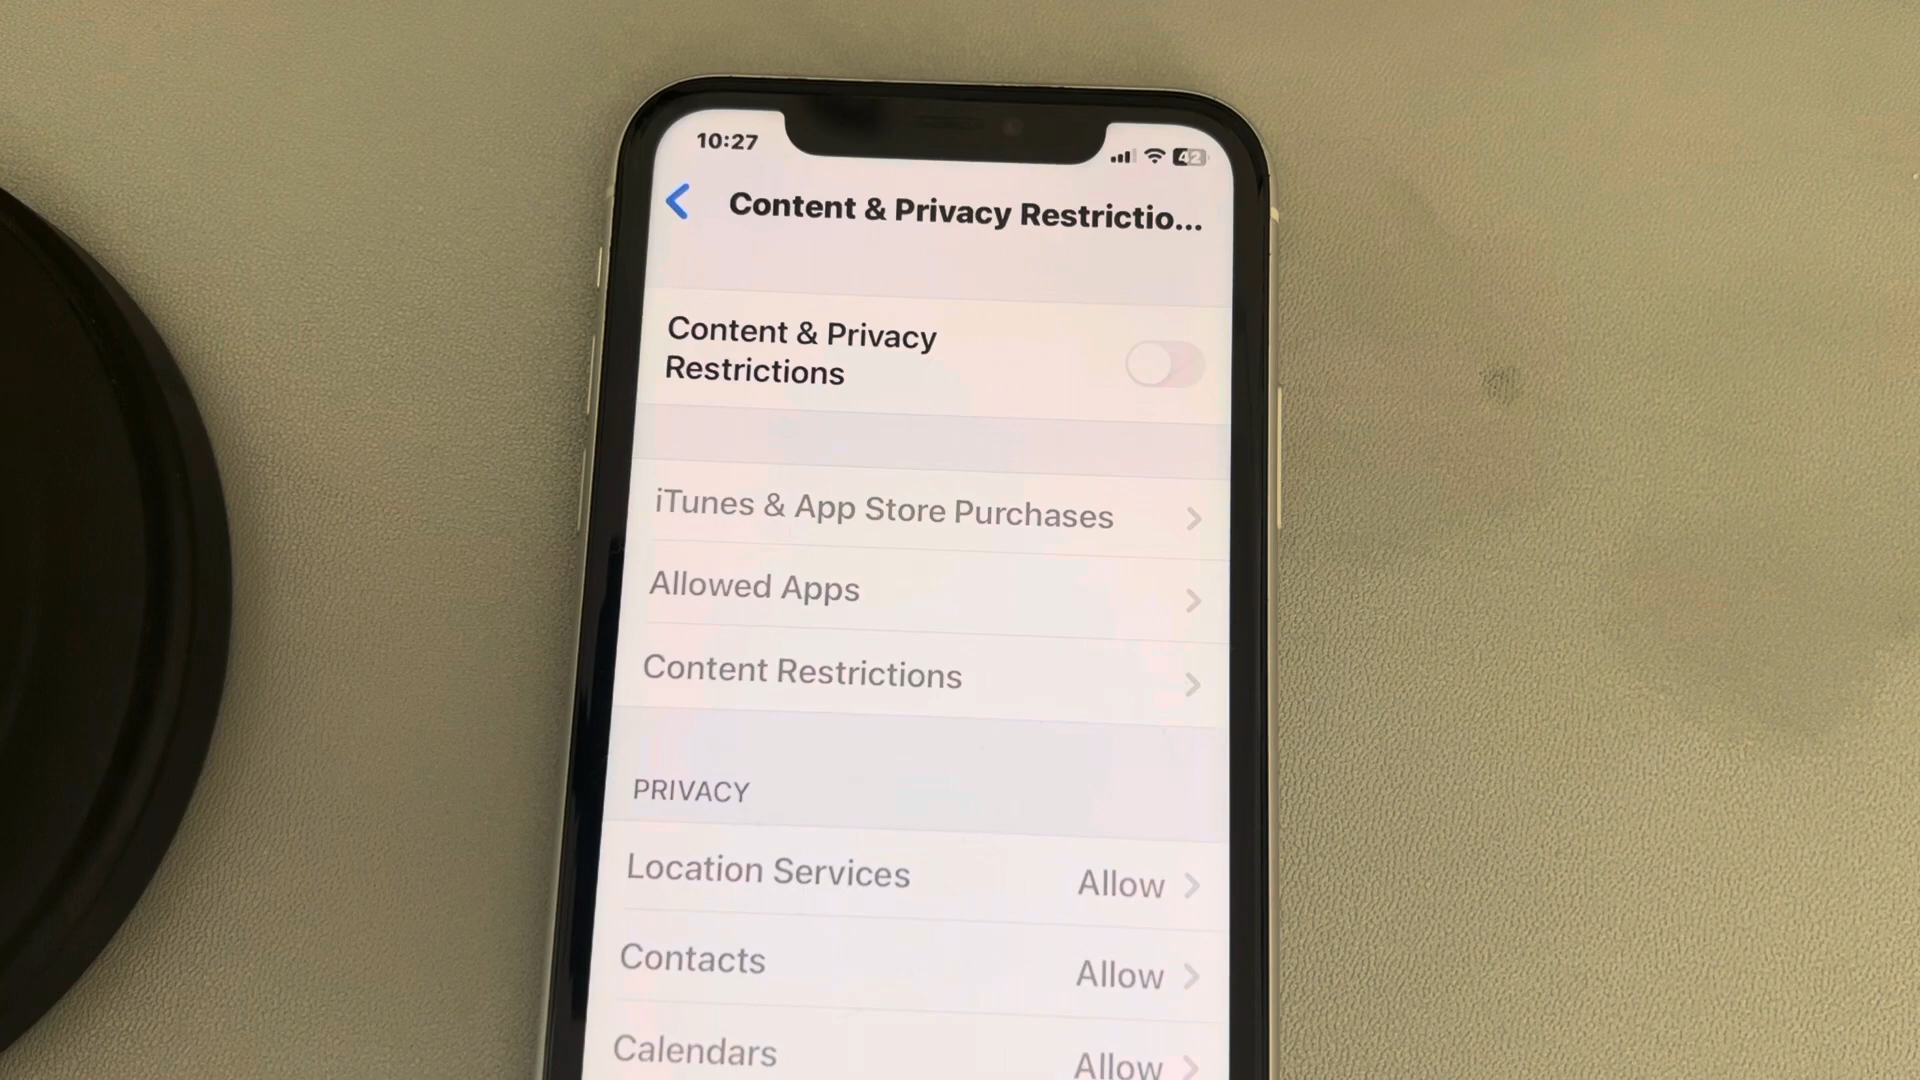 10:27
42
Content & Privacy Restrictio...
Content & Privacy
Restrictions
iTunes & App Store Purchases
Allowed Apps
Content Restrictions
PRIVACY
Location Services Allow
Contacts Allow
Calendars Allow